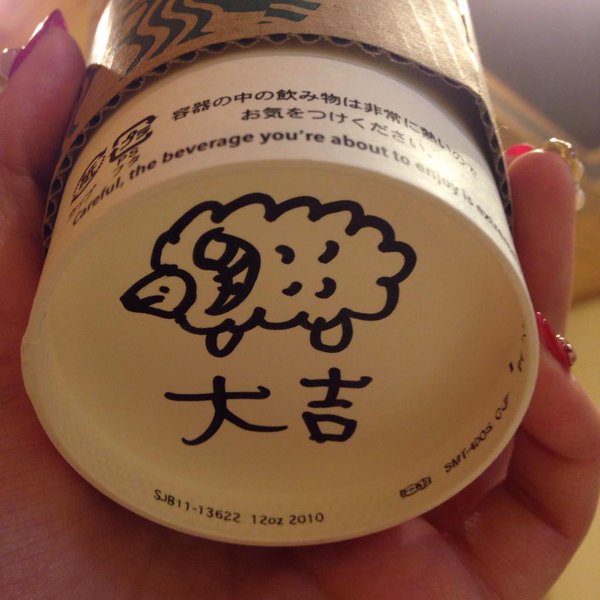 容器の中の飲み物は非常に熱いので
お気をつけください。
Careful, the beverage you're about to enjoy is extremely
大吉
SJB11-13622 12oz 2010
SMT-400S